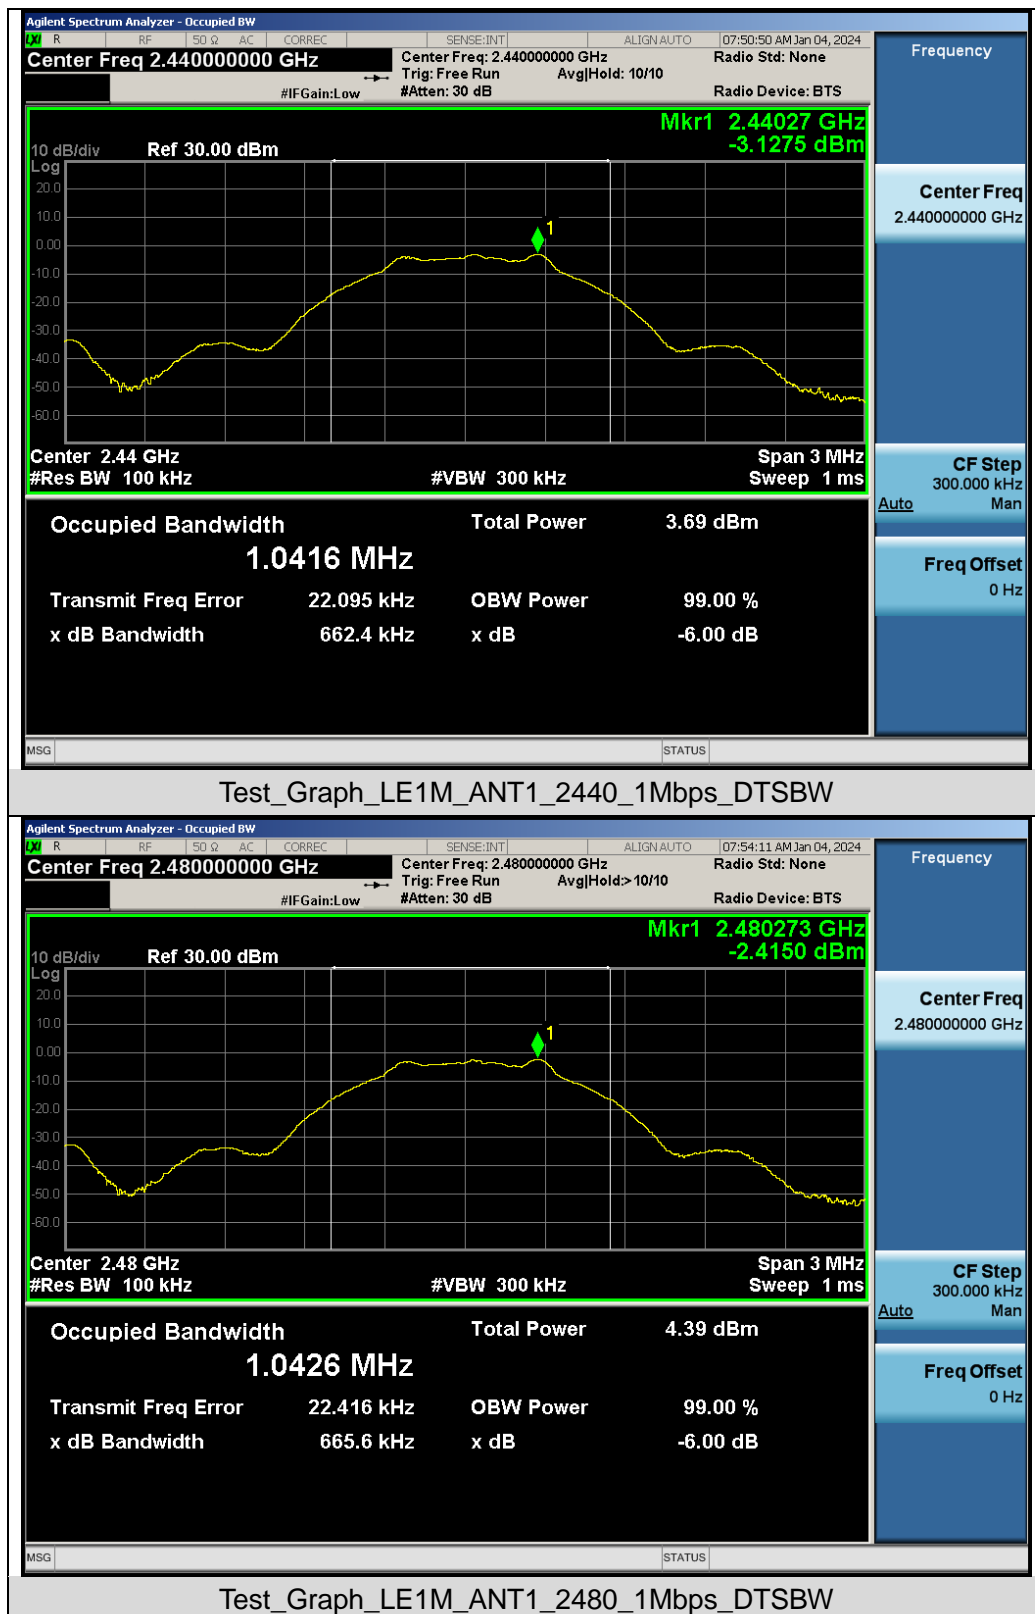 Agilent Spectrum Analyzer - Occupied BW
LXI R RF 50 Ω AC CORREC SENSE:INT ALIGN AUTO 07:50:50 AM Jan 04, 2024
Center Freq 2.440000000 GHz Center Freq: 2.440000000 GHz Radio Std: None
Trig: Free Run Avg|Hold: 10/10
#IFGain:Low #Atten: 30 dB Radio Device: BTS
Frequency
Mkr1 2.44027 GHz
10 dB/div Ref 30.00 dBm -3.1275 dBm
Log
20.0
10.0
0.00
-10.0
-20.0
-30.0
-40.0
-50.0
-60.0
1
Center 2.44 GHz Span 3 MHz
#Res BW 100 kHz #VBW 300 kHz Sweep 1 ms
Center Freq
2.440000000 GHz
CF Step
300.000 kHz
Auto Man
Freq Offset
0 Hz
Occupied Bandwidth Total Power 3.69 dBm
1.0416 MHz
Transmit Freq Error 22.095 kHz OBW Power 99.00 %
x dB Bandwidth 662.4 kHz x dB -6.00 dB
MSG STATUS
Test_Graph_LE1M_ANT1_2440_1Mbps_DTSBW
Agilent Spectrum Analyzer - Occupied BW
LXI R RF 50 Ω AC CORREC SENSE:INT ALIGN AUTO 07:54:11 AM Jan 04, 2024
Center Freq 2.480000000 GHz Center Freq: 2.480000000 GHz Radio Std: None
Trig: Free Run Avg|Hold:> 10/10
#IFGain:Low #Atten: 30 dB Radio Device: BTS
Frequency
Mkr1 2.480273 GHz
10 dB/div Ref 30.00 dBm -2.4150 dBm
Log
20.0
10.0
0.00
-10.0
-20.0
-30.0
-40.0
-50.0
-60.0
1
Center 2.48 GHz Span 3 MHz
#Res BW 100 kHz #VBW 300 kHz Sweep 1 ms
Center Freq
2.480000000 GHz
CF Step
300.000 kHz
Auto Man
Freq Offset
0 Hz
Occupied Bandwidth Total Power 4.39 dBm
1.0426 MHz
Transmit Freq Error 22.416 kHz OBW Power 99.00 %
x dB Bandwidth 665.6 kHz x dB -6.00 dB
MSG STATUS
Test_Graph_LE1M_ANT1_2480_1Mbps_DTSBW